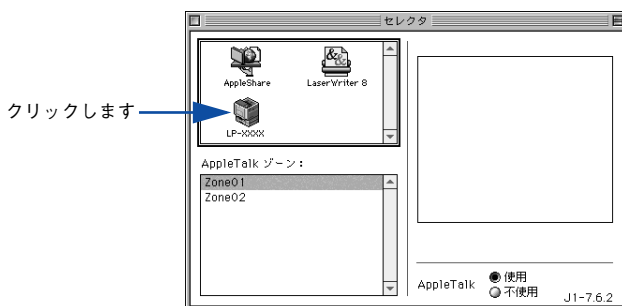 セレクタ
AppleShare
LaserWriter 8
クリックします
LP-XXXX
AppleTalk ゾーン：
Zone01
Zone02
AppleTalk
使用
不使用
J1-7.6.2